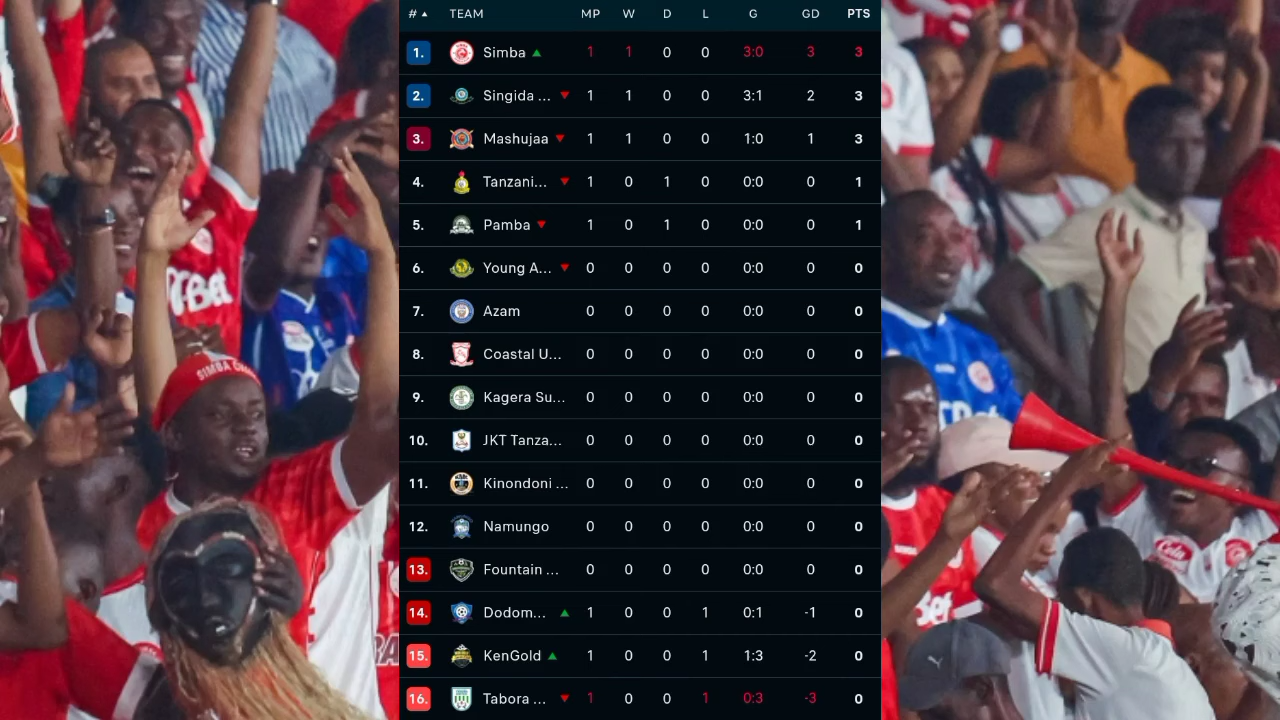 # TEAM MP W D L G GD PTS
1. Simba 1 1 0 0 3:0 3 3
2. Singida ... 1 1 0 0 3:1 2 3
3. Mashujaa 1 1 0 0 1:0 1 3
4. Tanzani... 1 0 1 0 0:0 0 1
5. Pamba 1 0 1 0 0:0 0 1
6. Young A... 0 0 0 0 0:0 0 0
7. Azam 0 0 0 0 0:0 0 0
8. Coastal U... 0 0 0 0 0:0 0 0
9. Kagera Su... 0 0 0 0 0:0 0 0
10. JKT Tanza... 0 0 0 0 0:0 0 0
11. Kinondoni ... 0 0 0 0 0:0 0 0
12. Namungo 0 0 0 0 0:0 0 0
13. Fountain ... 0 0 0 0 0:0 0 0
14. Dodom... 1 0 0 1 0:1 -1 0
15. KenGold 1 0 0 1 1:3 -2 0
16. Tabora ... 1 0 0 1 0:3 -3 0
SIMBA